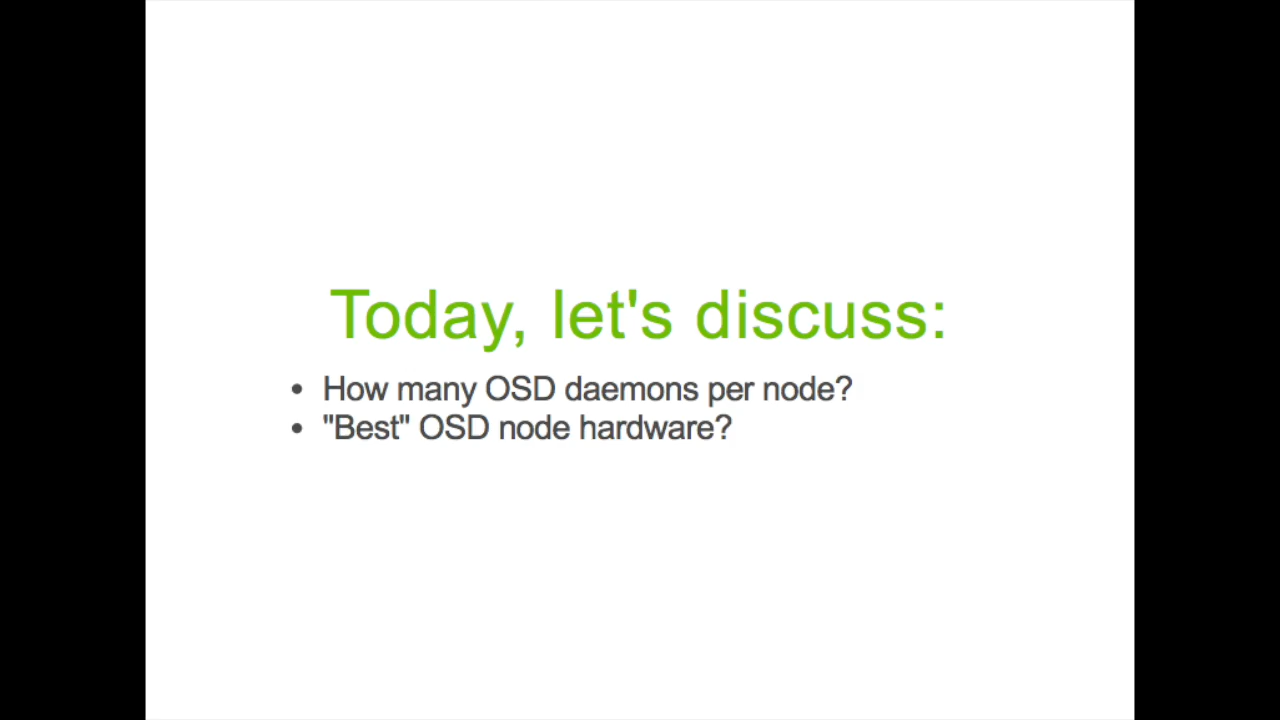 Today, let's discuss:
• How many OSD daemons per node?
• "Best" OSD node hardware?